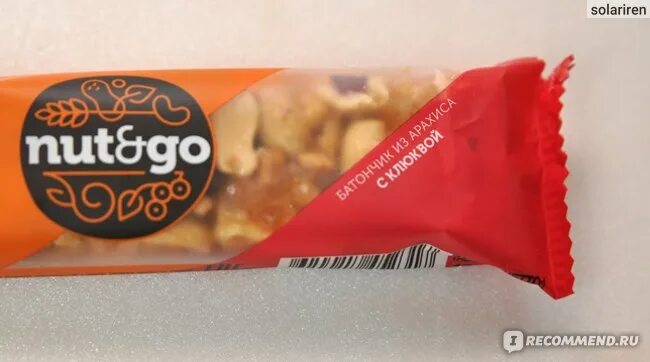 solariren
nut&go
БАТОНЧИК ИЗ АРАХИСА
С КЛЮКВОЙ
I RECOMMEND.RU